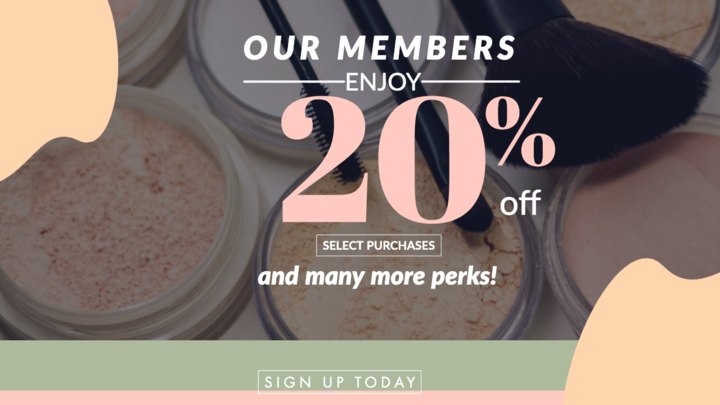 OUR MEMBERS
ENJOY
20%
off
SELECT PURCHASES
and many more perks!
SIGN UP TODAY